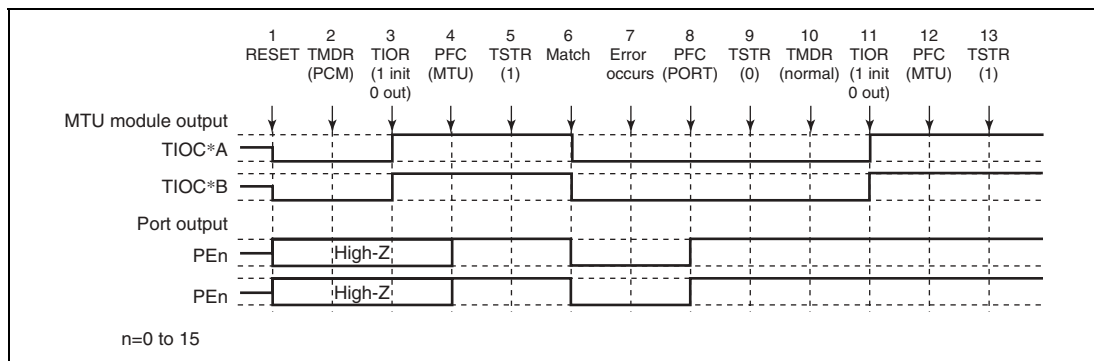 1 2 3 4 5 6 7 8 9 10 11 12 13
RESET TMDR TIOR PFC TSTR Match Error PFC TSTR TMDR TIOR PFC TSTR
(PCM) (1 init (MTU) (1) occurs (PORT) (0) (normal) (1 init (MTU) (1)
0 out) 0 out)
MTU module output
TIOC*A
TIOC*B
Port output
PEn High-Z
PEn High-Z
n=0 to 15